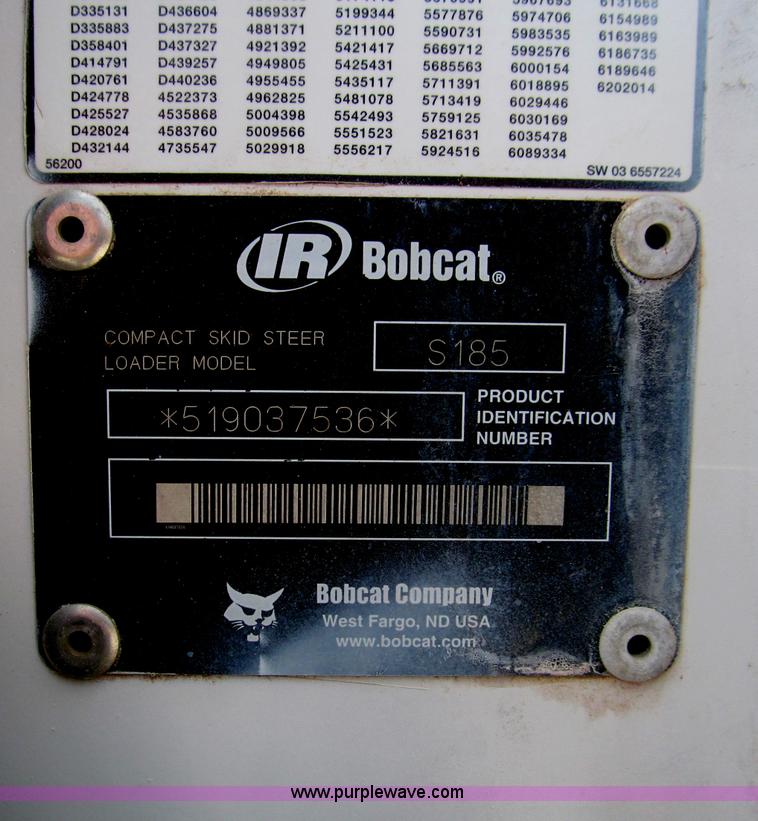 D335131 D436604 4869337 5199344 5577876 5974706 6154989
D335883 D437275 4881371 5211100 5590731 5983535 6163989
D358401 D437327 4921392 5421417 5669712 5992576 6186735
D414791 D439257 4949805 5425431 5685563 6000154 6189646
D420761 D440236 4955455 5435117 5711391 6018895 6202014
D424778 4522373 4962825 5481078 5713419 6029446
D425527 4535868 5004398 5542493 5759125 6030169
D428024 4583760 5009566 5551523 5821631 6035478
D432144 4735547 5029918 5556217 5924516 6089334
56200 SW 03 6557224
IR Bobcat®
COMPACT SKID STEER
LOADER MODEL
S185
*519037536*
PRODUCT
IDENTIFICATION
NUMBER
Bobcat Company
West Fargo, ND USA
www.bobcat.com
www.purplewave.com